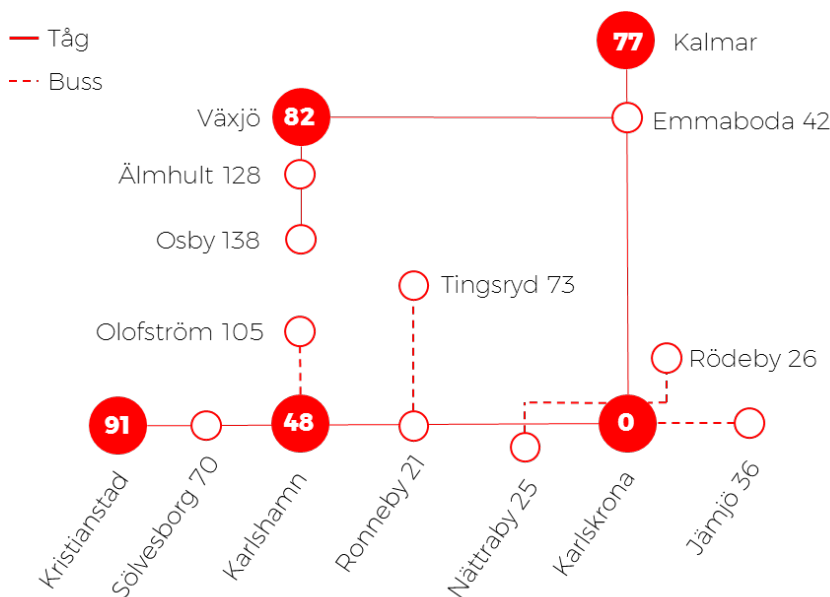 Tåg
Buss
77 Kalmar
Växjö 82
Emmaboda 42
Älmhult 128
Osby 138
Tingsryd 73
Olofström 105
Rödeby 26
91
48
0
Kristianstad
Sölvesborg 70
Karlshamn
Ronneby 21
Nättraby 25
Karlskrona
Jämjö 36